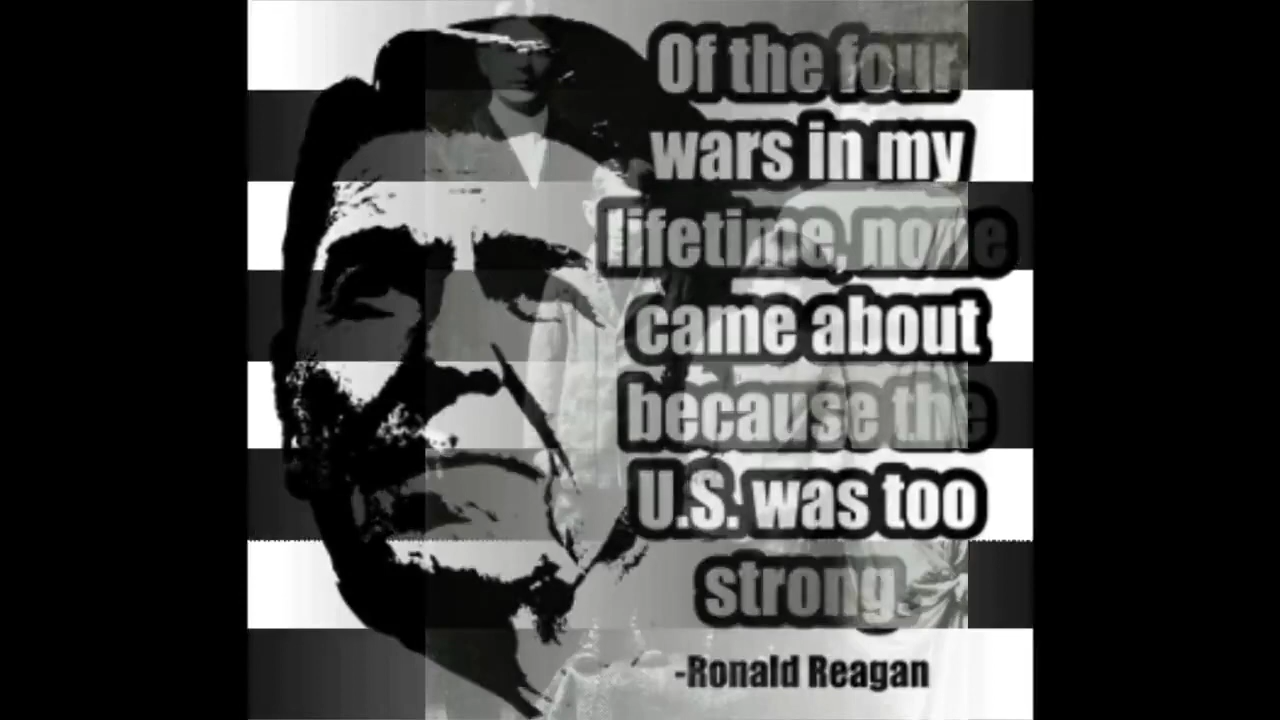 Of the four
wars in my
lifetime, none
came about
because the
U.S. was too
strong.
-Ronald Reagan